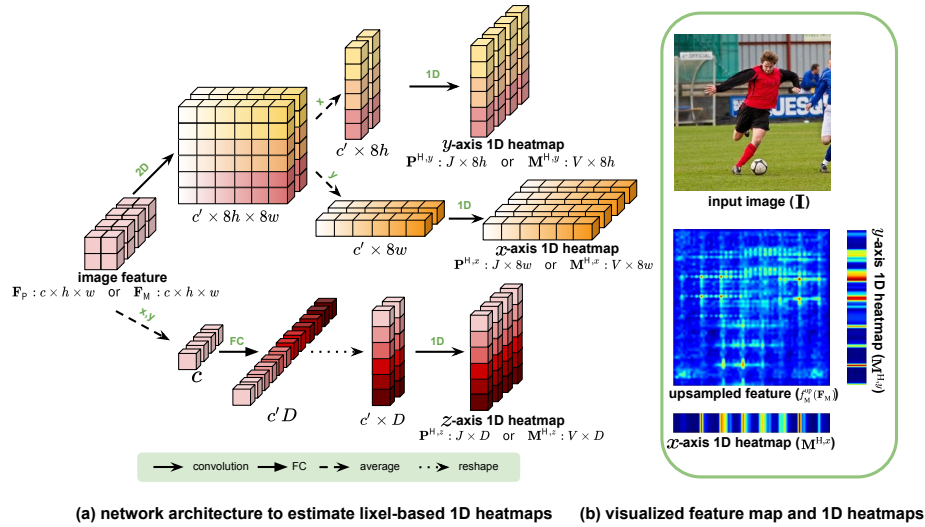 2D
x
y
1D
1D
c′ × 8h × 8w
c′ × 8h
y-axis 1D heatmap
P^{H,y} : J × 8h or M^{H,y} : V × 8h
c′ × 8w
x-axis 1D heatmap
P^{H,x} : J × 8w or M^{H,x} : V × 8w
image feature
F_P : c × h × w or F_M : c × h × w
x,y
FC
1D
c
c′D
c′ × D
z-axis 1D heatmap
P^{H,z} : J × D or M^{H,z} : V × D
convolution
FC
average
reshape
(a) network architecture to estimate lixel-based 1D heatmaps
JESQ
input image (I)
y-axis 1D heatmap (M^{H,y})
upsampled feature (f_M^{up}(F_M))
x-axis 1D heatmap (M^{H,x})
(b) visualized feature map and 1D heatmaps